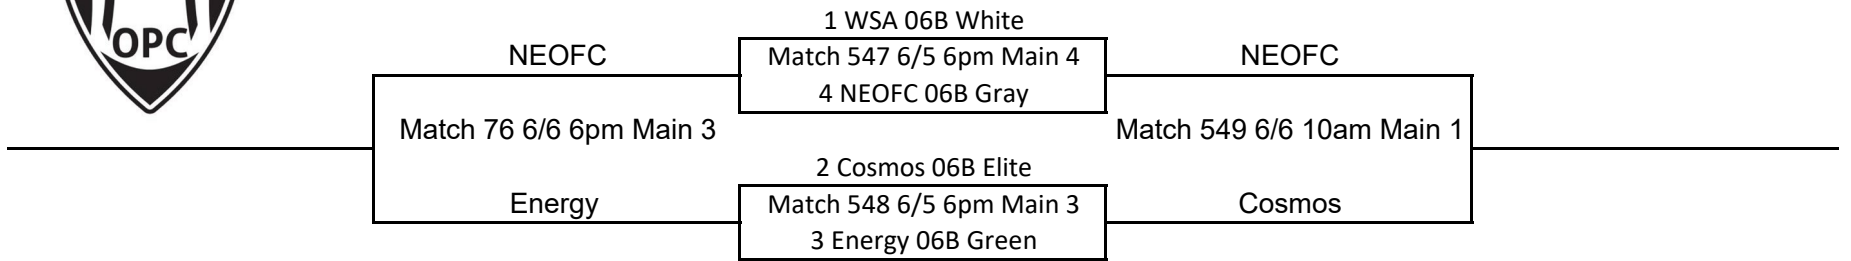 OPC
1 WSA 06B White
NEOFC
Match 547 6/5 6pm Main 4
NEOFC
4 NEOFC 06B Gray
Match 76 6/6 6pm Main 3
Match 549 6/6 10am Main 1
2 Cosmos 06B Elite
Energy
Match 548 6/5 6pm Main 3
Cosmos
3 Energy 06B Green